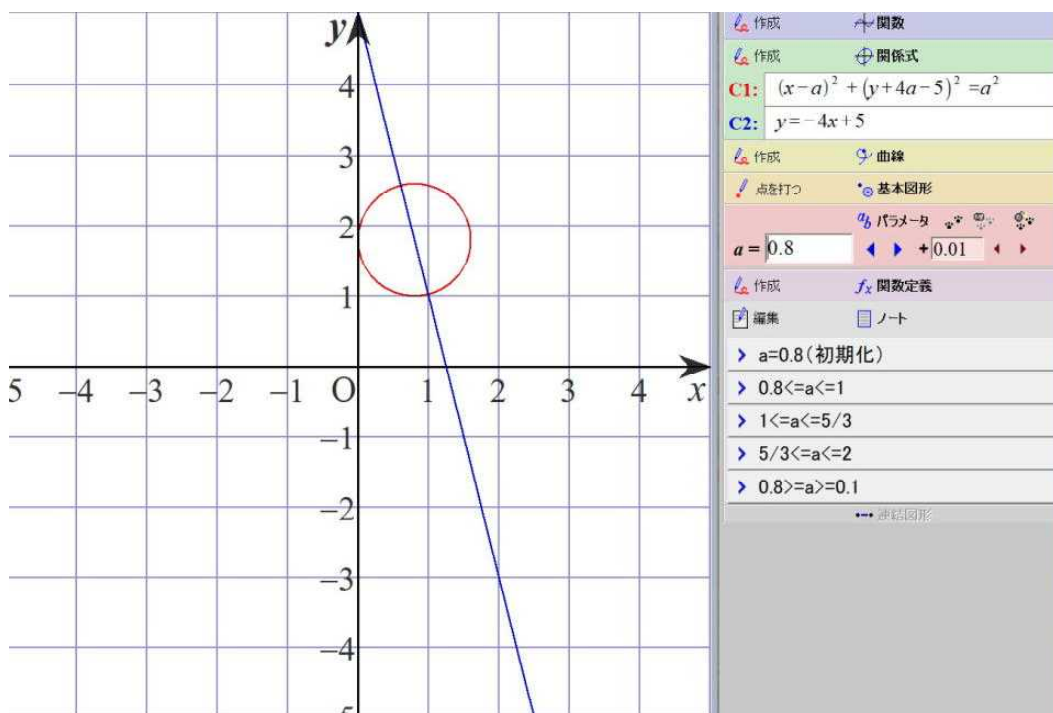 y
4
3
2
1
5 −4 −3 −2 −1 O 1 2 3 4 x
−1
−2
−3
−4
作成 関数
作成 関係式
C1: (x−a)² +(y+4a−5)² =a²
C2: y=−4x+5
作成 曲線
点を打つ 基本図形
ab パラメータ
a = 0.8 +0.01
作成 fx 関数定義
編集 ノート
> a=0.8(初期化)
> 0.8<=a<=1
> 1<=a<=5/3
> 5/3<=a<=2
> 0.8>=a>=0.1
連結図形